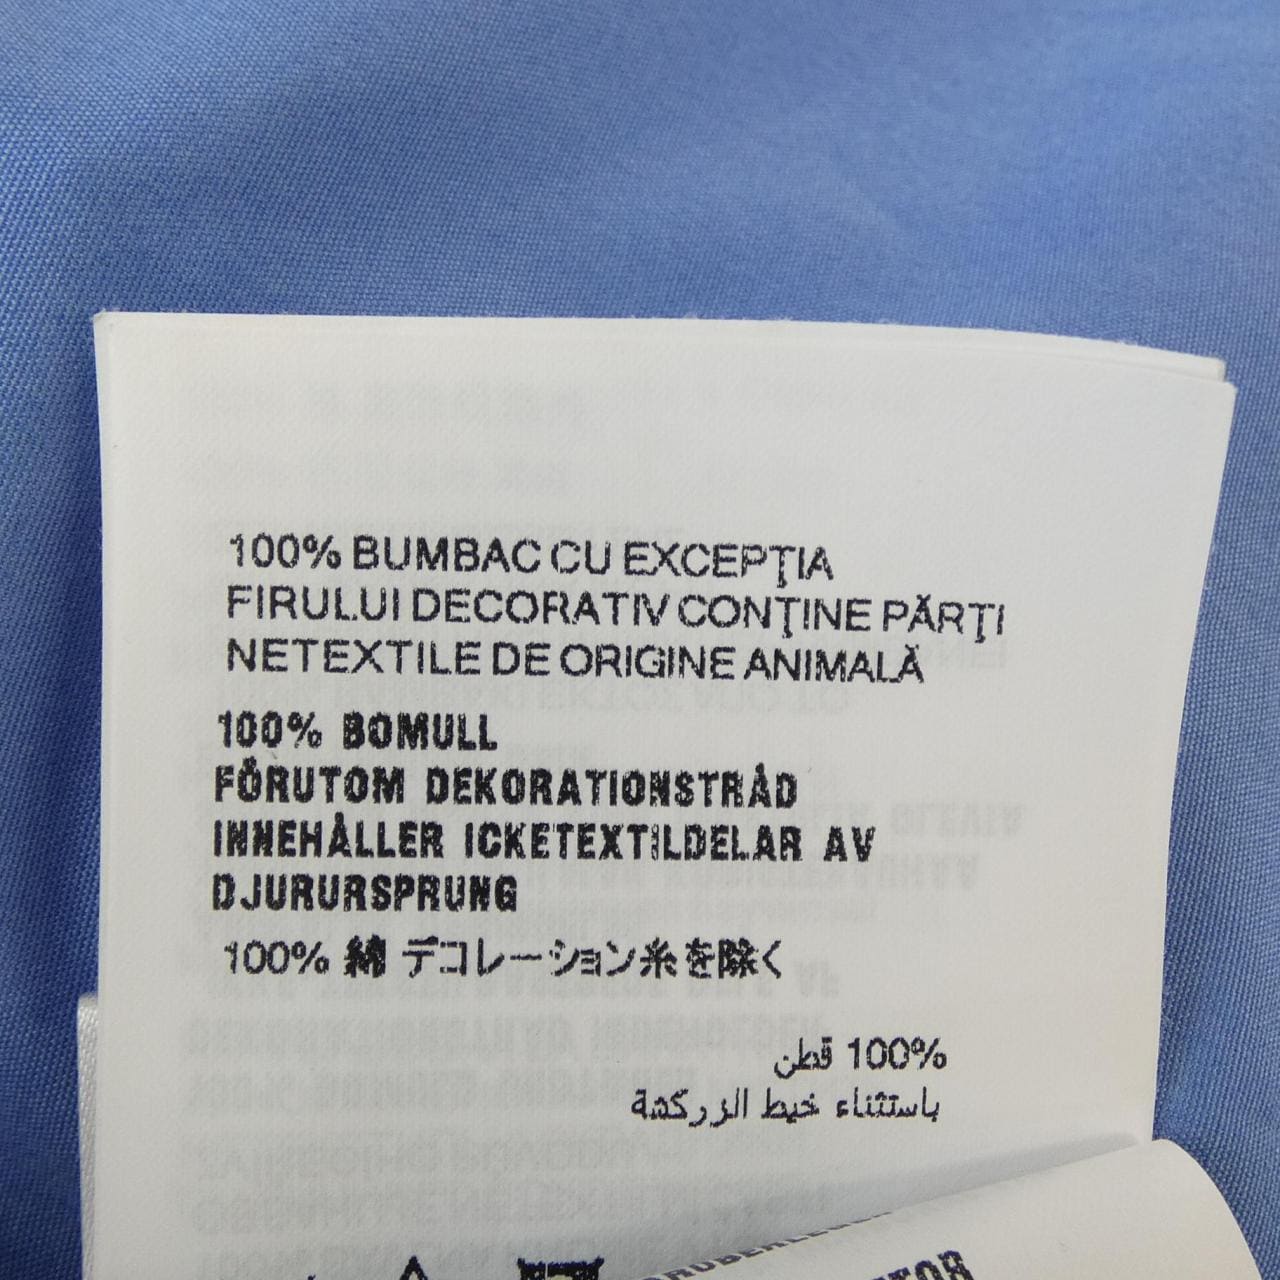 100% BUMBAC CU EXCEPŢIA
FIRULUI DECORATIV CONŢINE PĂRŢI
NETEXTILE DE ORIGINE ANIMALĂ
100% BOMULL
FÖRUTOM DEKORATIONSTRÅD
INNEHÅLLER ICKETEXTILDELAR AV
DJURURSPRUNG
100% 綿 デコレーション糸を除く
100% قطن
باستثناء خيط الزركشة